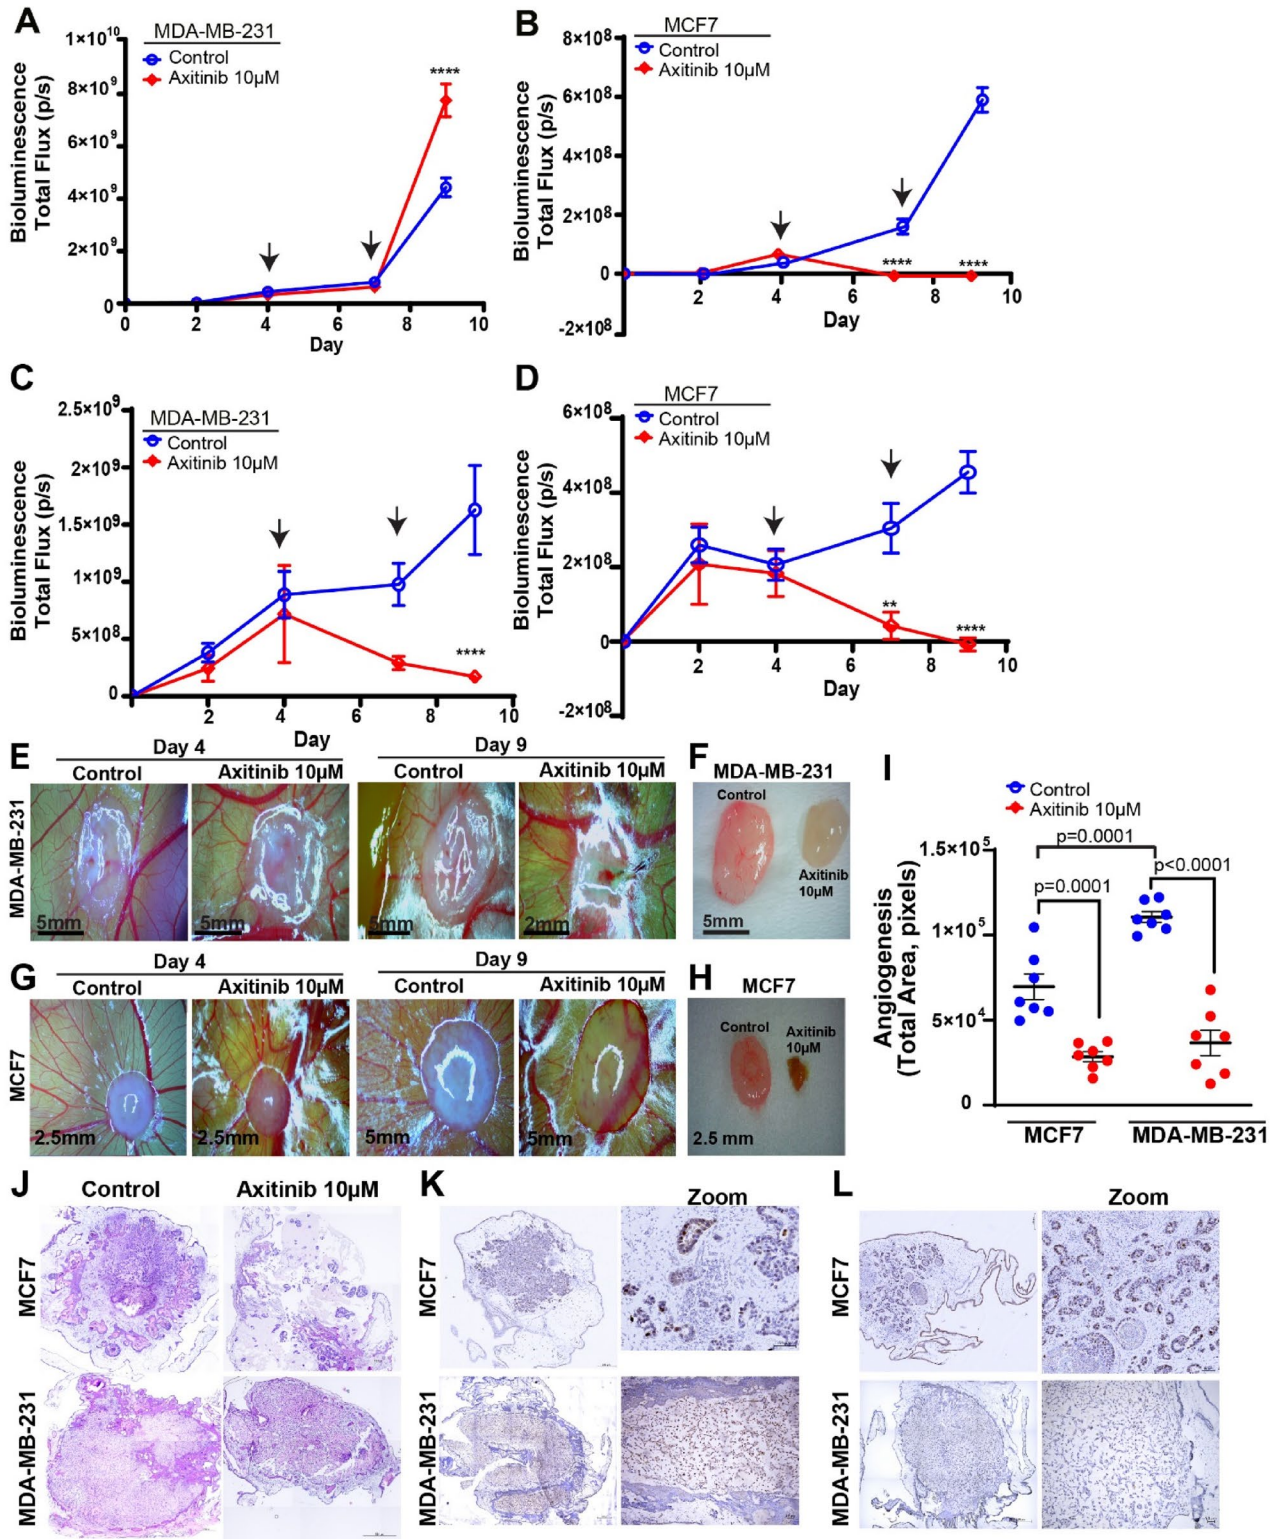 A
MDA-MB-231
Control
Axitinib 10µM
Bioluminescence
Total Flux (p/s)
1×10¹⁰
8×10⁹
6×10⁹
4×10⁹
2×10⁹
0
****
0 2 4 6 8 10
Day
B
MCF7
Control
Axitinib 10µM
Bioluminescence
Total Flux (p/s)
8×10⁸
6×10⁸
4×10⁸
2×10⁸
0
-2×10⁸
**** ****
2 4 6 8 10
Day
C
MDA-MB-231
Control
Axitinib 10µM
Bioluminescence
Total Flux (p/s)
2.5×10⁹
2×10⁹
1.5×10⁹
1×10⁹
5×10⁸
0
****
2 4 6 8 10
Day
D
MCF7
Control
Axitinib 10µM
Bioluminescence
Total Flux (p/s)
6×10⁸
4×10⁸
2×10⁸
0
-2×10⁸
** ****
2 4 6 8 10
Day
E
Day 4 Day 9
Control Axitinib 10µM Control Axitinib 10µM
MDA-MB-231
5mm 5mm 5mm 2mm
F
MDA-MB-231
Control
Axitinib
10µM
5mm
G
Day 4 Day 9
Control Axitinib 10µM Control Axitinib 10µM
MCF7
2.5mm 2.5mm 5mm 5mm
H
MCF7
Control
Axitinib
10µM
2.5 mm
I
Control
Axitinib 10µM
Angiogenesis
(Total Area, pixels)
1.5×10⁵
1×10⁵
5×10⁴
0
p=0.0001
p=0.0001
p<0.0001
MCF7 MDA-MB-231
J
Control Axitinib 10µM
MCF7
MDA-MB-231
K
Zoom
MCF7
MDA-MB-231
L
Zoom
MCF7
MDA-MB-231